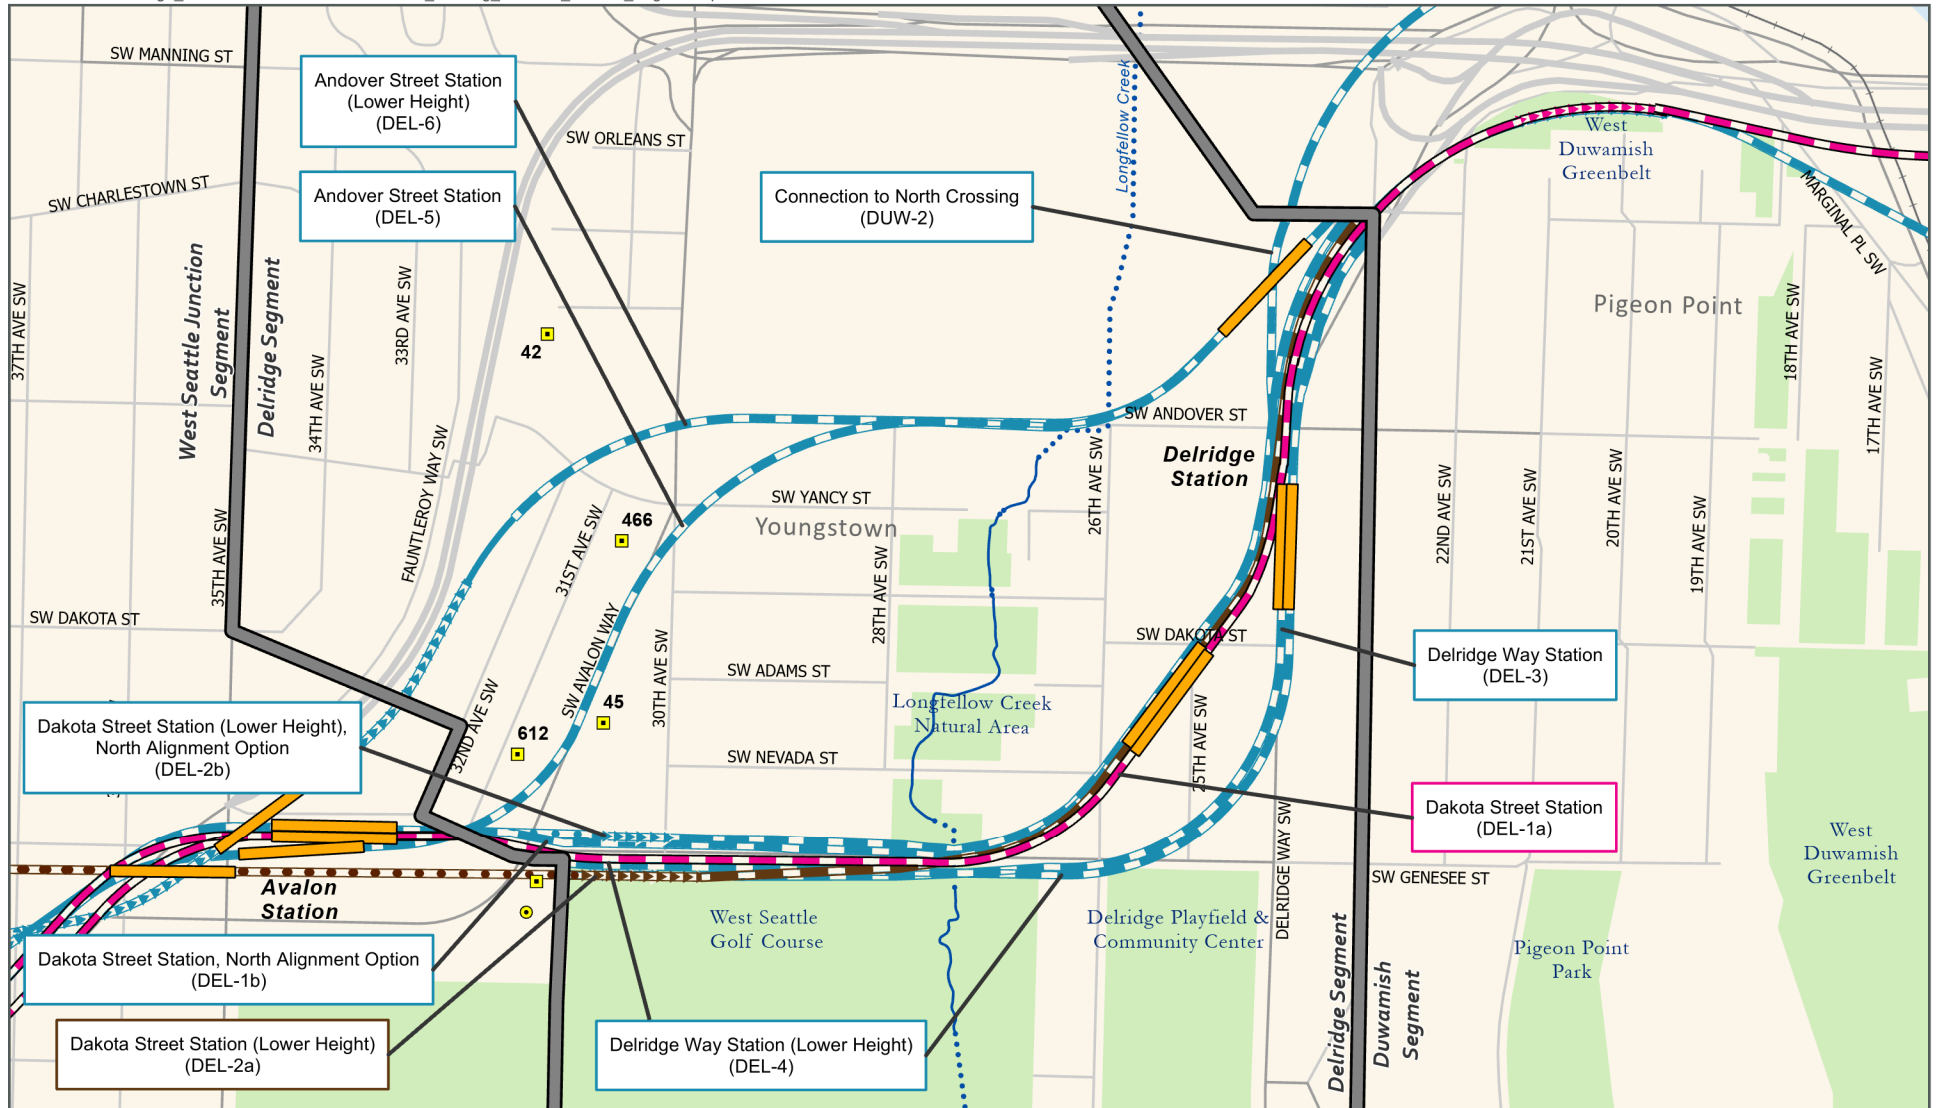 SW MANNING ST
Andover Street Station
(Lower Height)
(DEL-6)
SW ORLEANS ST
Longfellow Creek
West
Duwamish
Greenbelt
SW CHARLESTOWN ST
Andover Street Station
(DEL-5)
Connection to North Crossing
(DUW-2)
MARGINAL PL SW
37TH AVE SW
West Seattle Junction
Segment
Delridge Segment
34TH AVE SW
33RD AVE SW
42
Pigeon Point
18TH AVE SW
17TH AVE SW
SW ANDOVER ST
Delridge
Station
35TH AVE SW
FAUNTLEROY WAY SW
31ST AVE SW
466
SW YANCY ST
Youngstown
26TH AVE SW
22ND AVE SW
21ST AVE SW
20TH AVE SW
19TH AVE SW
28TH AVE SW
SW DAKOTA ST
SW AVALON WAY
30TH AVE SW
SW DAKOTA ST
Delridge Way Station
(DEL-3)
SW ADAMS ST
Longfellow Creek
Natural Area
32ND AVE SW
45
612
25TH AVE SW
Dakota Street Station (Lower Height),
North Alignment Option
(DEL-2b)
SW NEVADA ST
Dakota Street Station
(DEL-1a)
West
Duwamish
Greenbelt
DELRIDGE WAY SW
SW GENESEE ST
Avalon
Station
West Seattle
Golf Course
Delridge Playfield &
Community Center
Pigeon Point
Park
Dakota Street Station, North Alignment Option
(DEL-1b)
Delridge Segment
Duwamish
Segment
Dakota Street Station (Lower Height)
(DEL-2a)
Delridge Way Station (Lower Height)
(DEL-4)